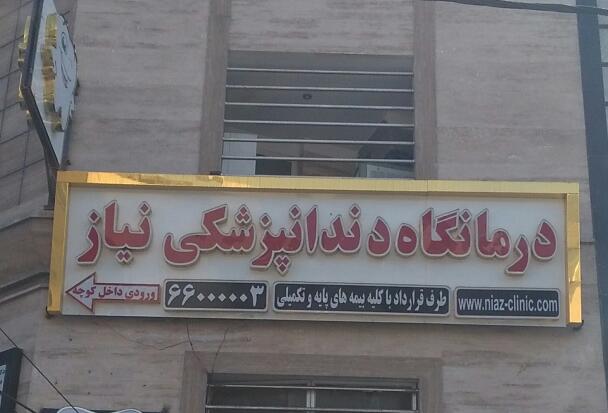 درمانگاه دندانپزشکی نیاز
www.niaz-clinic.com طرف قرارداد با کلیه بیمه های پایه و تکمیلی ۶۶۰۰۰۰۰۳ ورودی داخل کوچه